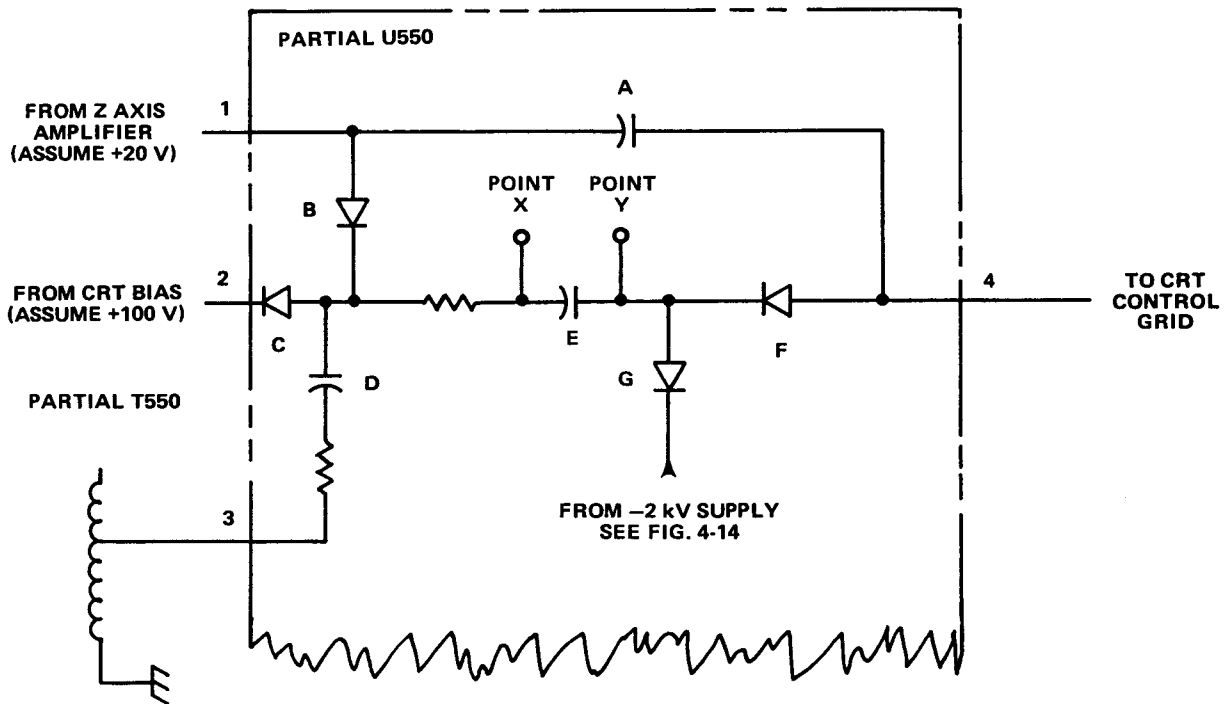 PARTIAL U550
A
FROM Z AXIS
AMPLIFIER
(ASSUME +20 V)
1
POINT
X
POINT
Y
B
FROM CRT BIAS
(ASSUME +100 V)
2
4
TO CRT
CONTROL
GRID
C
E
F
D
G
PARTIAL T550
3
FROM −2 kV SUPPLY
SEE FIG. 4-14